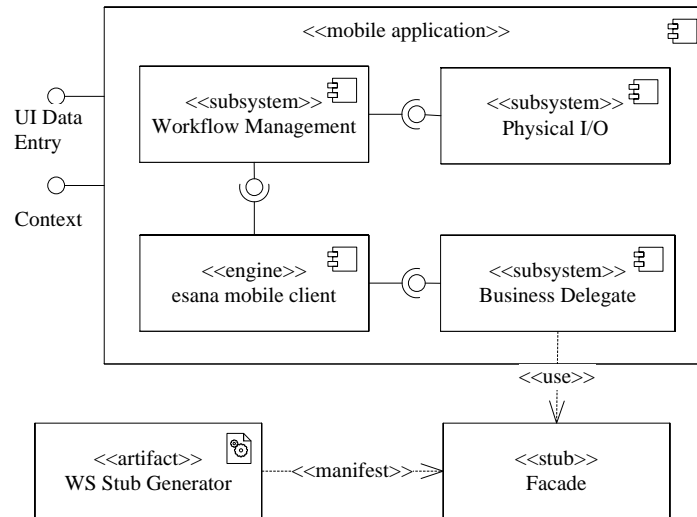 <<mobile application>>
<<subsystem>>
Workflow Management
<<subsystem>>
Physical I/O
UI Data
Entry
Context
<<engine>>
esana mobile client
<<subsystem>>
Business Delegate
<<use>>
<<artifact>>
WS Stub Generator
<<manifest>>
<<stub>>
Facade